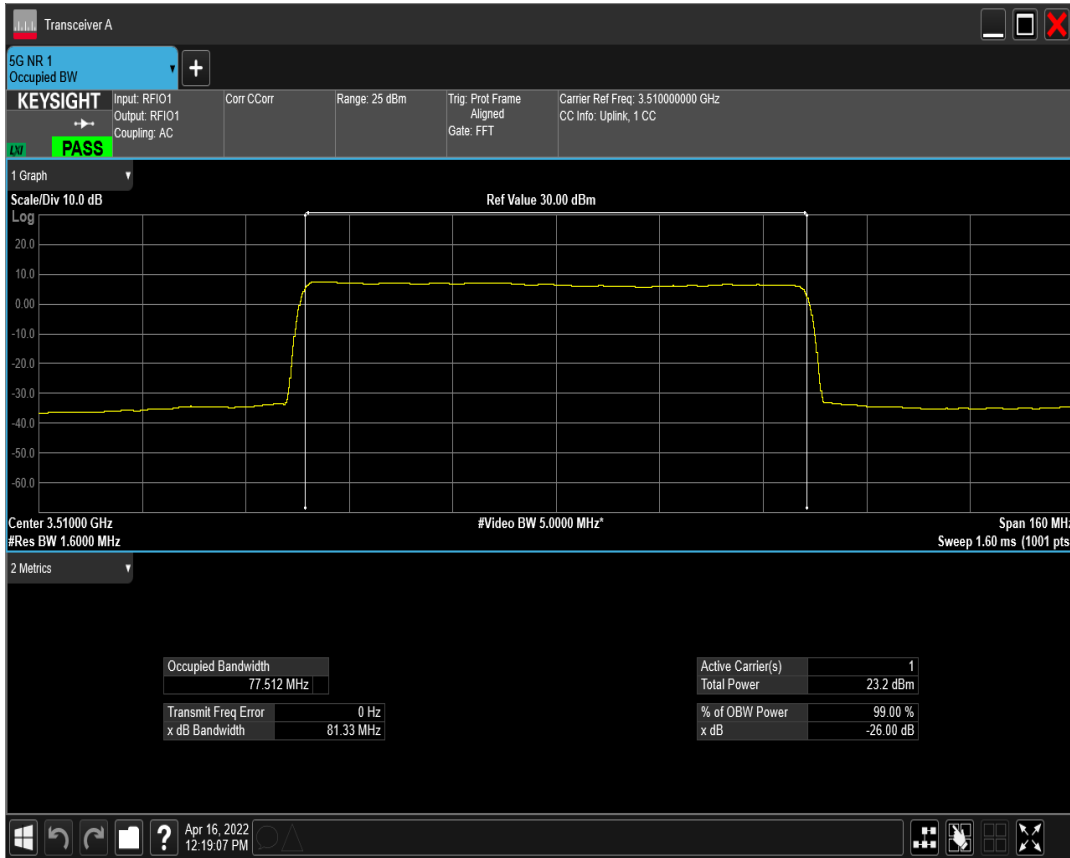 Transceiver A
5G NR 1
Occupied BW
KEYSIGHT
Input: RFIO1
Output: RFIO1
Coupling: AC
Corr CCorr
Range: 25 dBm
Trig: Prot Frame
Aligned
Gate: FFT
Carrier Ref Freq: 3.510000000 GHz
CC Info: Uplink, 1 CC
LXI
PASS
1 Graph
Scale/Div 10.0 dB
Ref Value 30.00 dBm
Log
20.0
10.0
0.00
-10.0
-20.0
-30.0
-40.0
-50.0
-60.0
Center 3.51000 GHz
#Video BW 5.0000 MHz*
Span 160 MHz
#Res BW 1.6000 MHz
Sweep 1.60 ms (1001 pts
2 Metrics
Occupied Bandwidth
77.512 MHz
Transmit Freq Error 0 Hz
x dB Bandwidth 81.33 MHz
Active Carrier(s) 1
Total Power 23.2 dBm
% of OBW Power 99.00 %
x dB -26.00 dB
Apr 16, 2022
12:19:07 PM